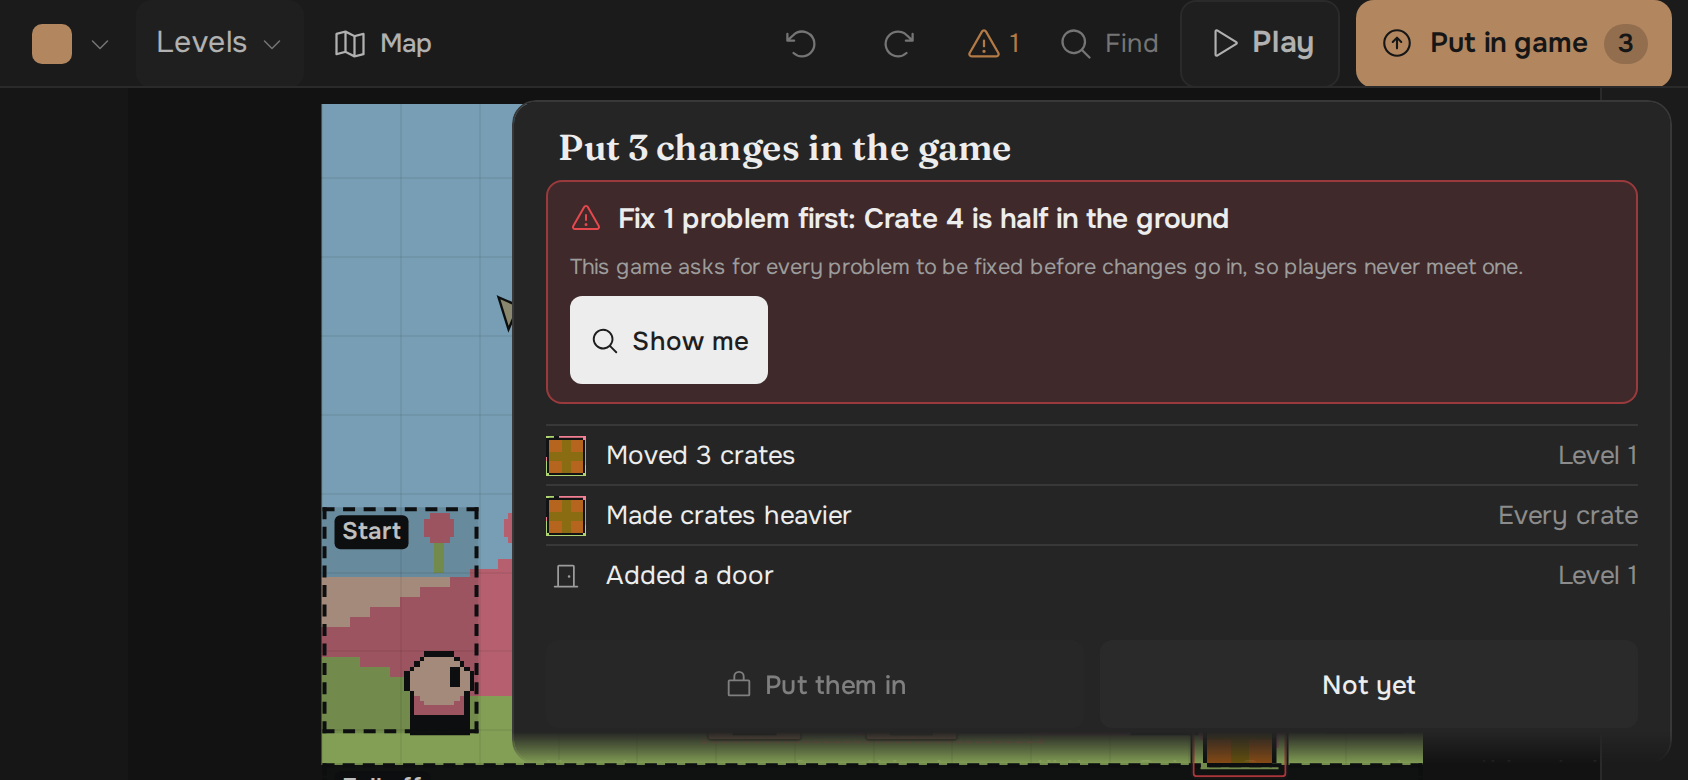 Levels
Map
1
Find
Play
Put in game 3
Put 3 changes in the game
Fix 1 problem first: Crate 4 is half in the ground
This game asks for every problem to be fixed before changes go in, so players never meet one.
Show me
Moved 3 crates Level 1
Made crates heavier Every crate
Start
Added a door Level 1
Put them in
Not yet